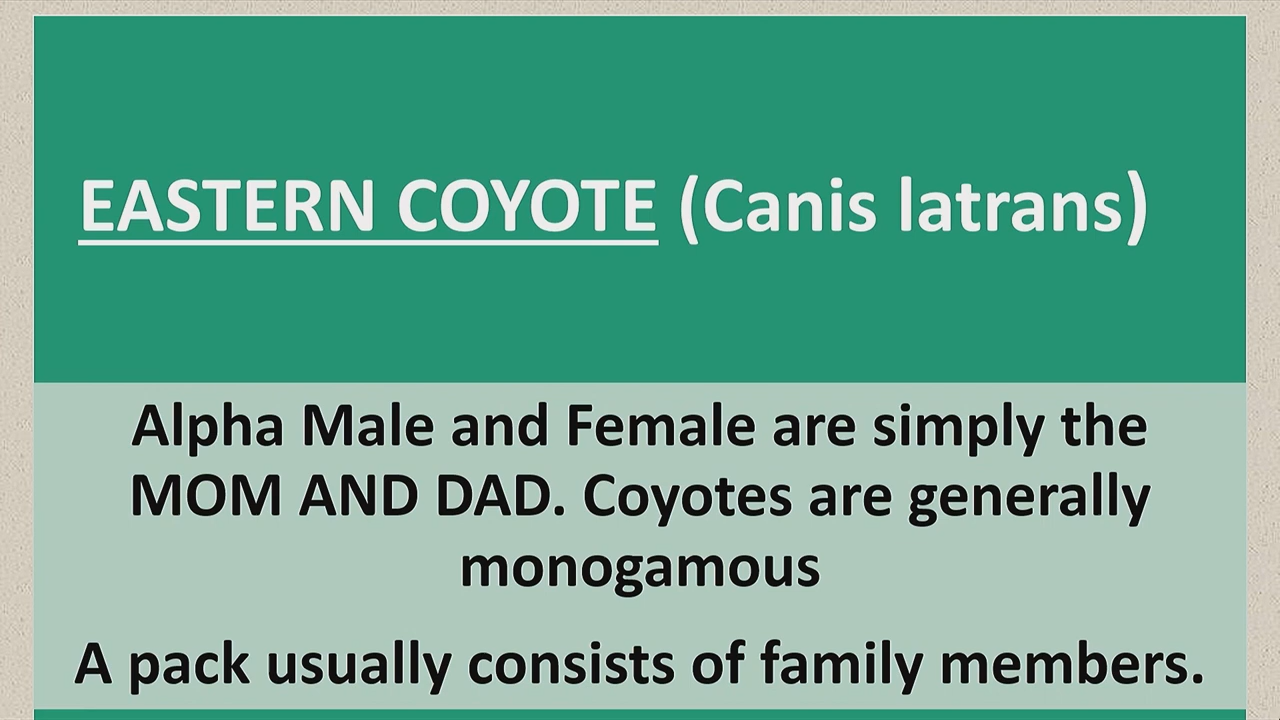 EASTERN COYOTE (Canis latrans)
Alpha Male and Female are simply the
MOM AND DAD. Coyotes are generally
monogamous
A pack usually consists of family members.